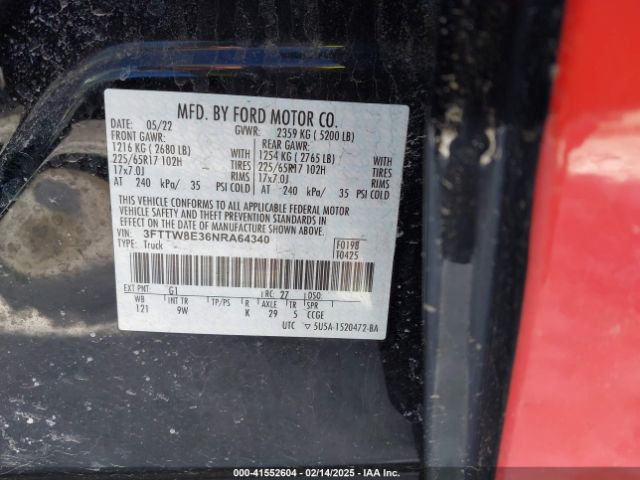 MFD. BY FORD MOTOR CO.
DATE: 05/22 GVWR: 2359 KG ( 5200 LB)
FRONT GAWR: REAR GAWR:
1216 KG ( 2680 LB) WITH 1254 KG ( 2765 LB) WITH
225/65R17 102H TIRES 225/65R17 102H TIRES
17x7.0J RIMS 17x7.0J RIMS
AT 240 kPa/ 35 PSI COLD AT 240 kPa/ 35 PSI COLD
THIS VEHICLE CONFORMS TO ALL APPLICABLE FEDERAL MOTOR
VEHICLE SAFETY AND THEFT PREVENTION STANDARDS IN
EFFECT ON THE DATE OF MANUFACTURE SHOWN ABOVE.
VIN: 3FTTW8E36NRA64340 F0198
TYPE: Truck T0425
EXT PNT: G1 RC: 27 DSO:
WB INT TR TP/PS R AXLE TR SPR
121 9W K 29 5 CCGE
UTC ▽ 5U5A-1520472-BA
000-41552604 - 02/14/2025 - IAA Inc.